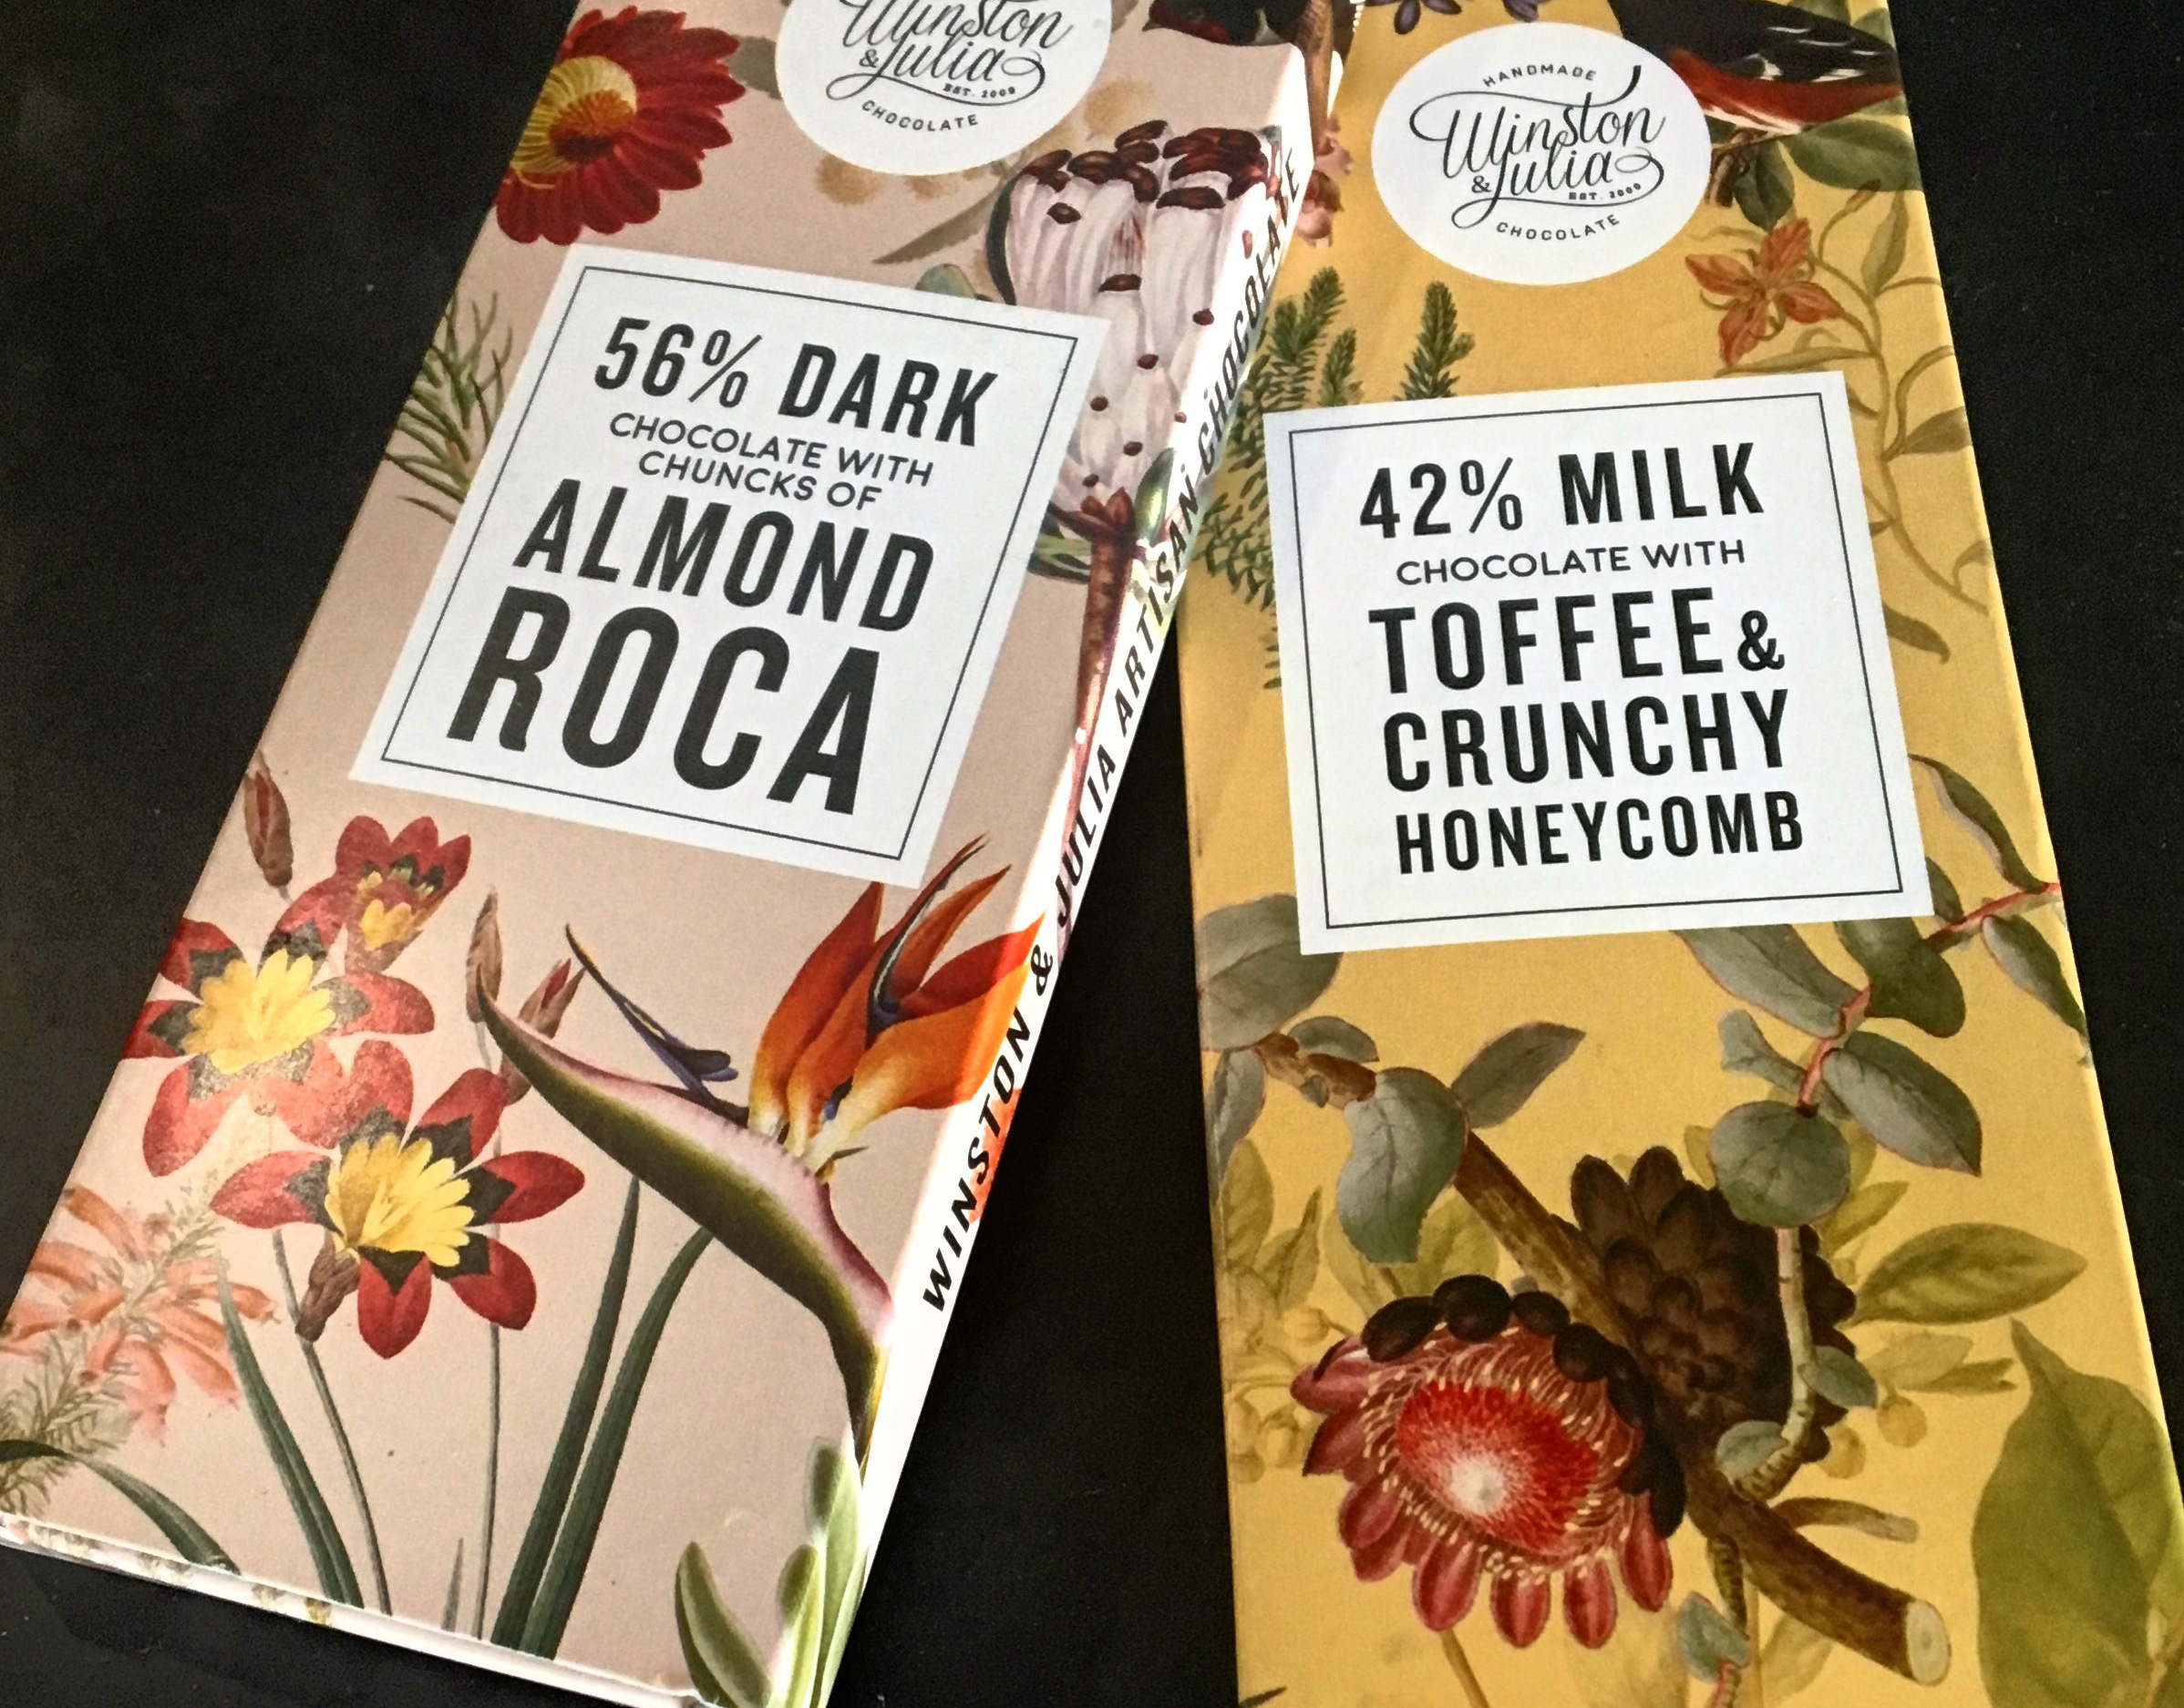 Winston
& Julia
EST. 2009
CHOCOLATE
56% DARK
CHOCOLATE WITH
CHUNCKS OF
ALMOND
ROCA
WINSTON & JULIA ARTISAN CHOCOLATE
HANDMADE
Winston
& Julia
EST. 2009
CHOCOLATE
42% MILK
CHOCOLATE WITH
TOFFEE &
CRUNCHY
HONEYCOMB